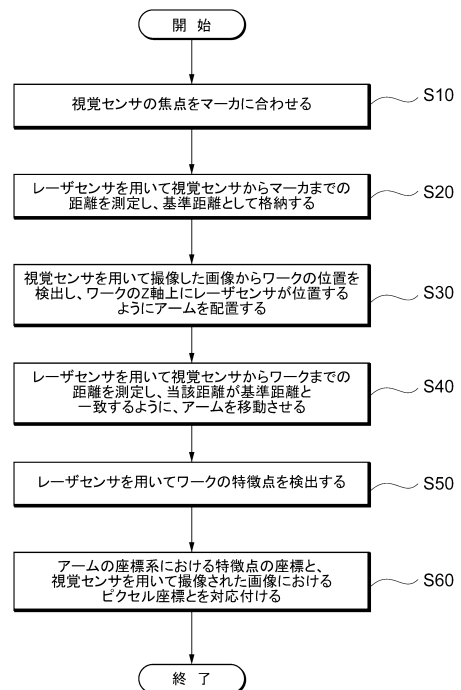 開 始
視覚センサの焦点をマーカに合わせる
S10
レーザセンサを用いて視覚センサからマーカまでの
距離を測定し、基準距離として格納する
S20
視覚センサを用いて撮像した画像からワークの位置を
検出し、ワークのZ軸上にレーザセンサが位置する
ようにアームを配置する
S30
レーザセンサを用いて視覚センサからワークまでの
距離を測定し、当該距離が基準距離と
一致するように、アームを移動させる
S40
レーザセンサを用いてワークの特徴点を検出する
S50
アームの座標系における特徴点の座標と、
視覚センサを用いて撮像された画像における
ピクセル座標とを対応付ける
S60
終 了